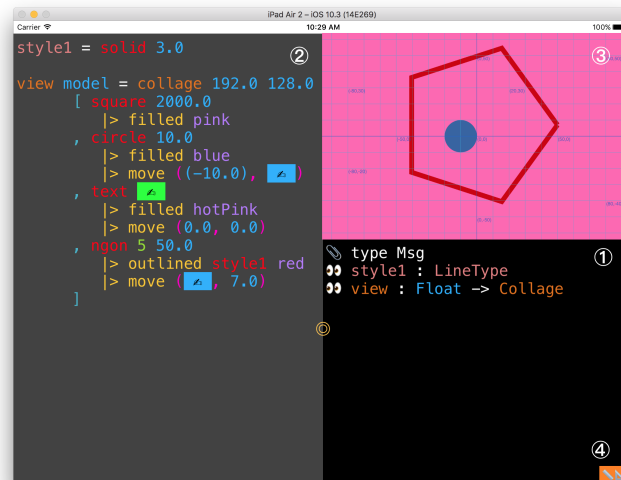 iPad Air 2 – iOS 10.3 (14E269)
Carrier 10:29 AM 100%
style1 = solid 3.0 ②
view model = collage 192.0 128.0
[ square 2000.0
|> filled pink
, circle 10.0
|> filled blue
|> move ((-10.0), ✍)
, text ✍
|> filled hotPink
|> move (0.0, 0.0)
, ngon 5 50.0
|> outlined style1 red
|> move ( ✍ , 7.0)
]
③
type Msg ①
style1 : LineType
view : Float -> Collage
④